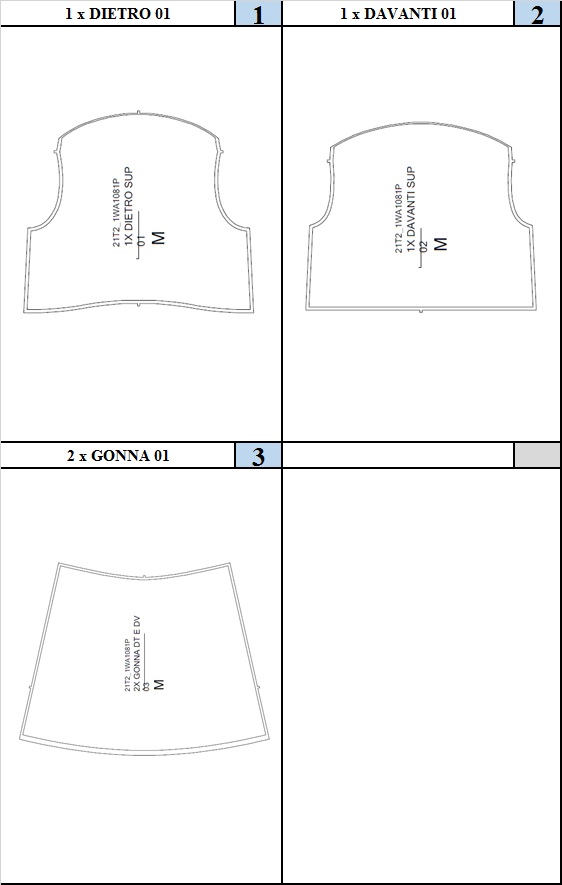 1 x DIETRO 01
1
1 x DAVANTI 01
2
21T2_1WA1081P
1X DIETRO SUP
01
M
21T2_1WA1081P
1X DAVANTI SUP
02
M
2 x GONNA 01
3
21T2_1WA1081P
2X GONNA DT E DV
03
M